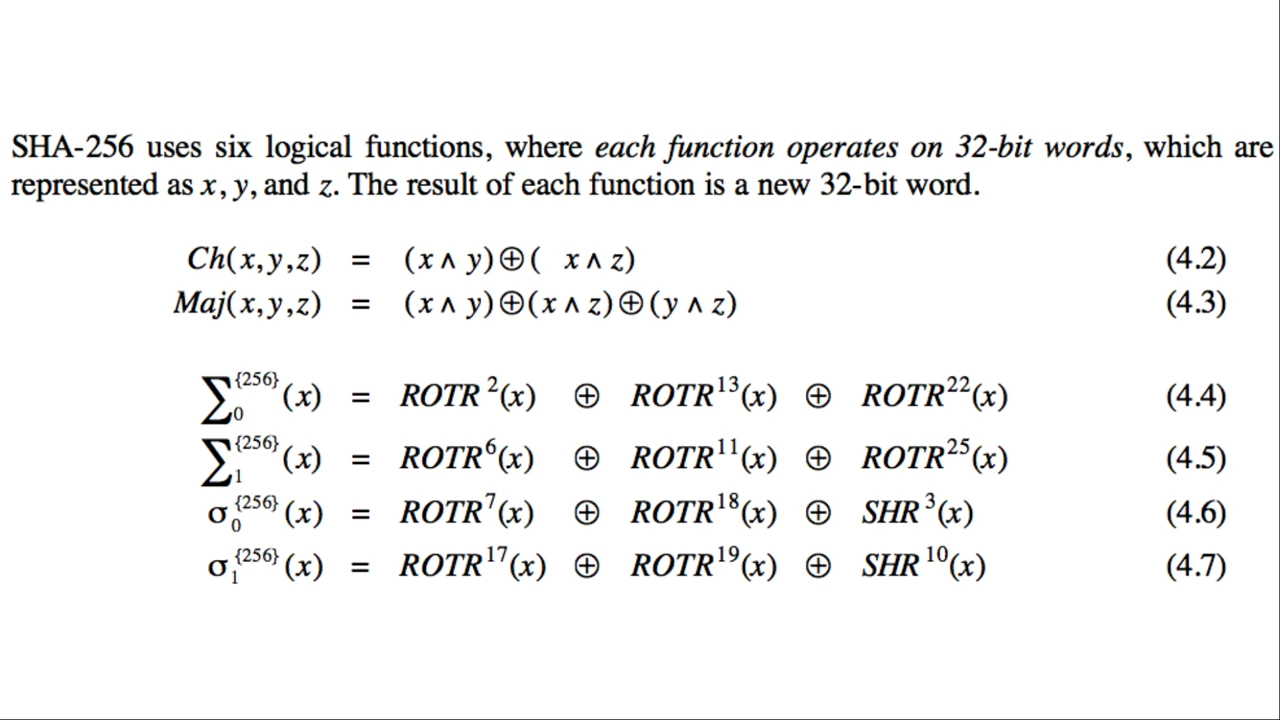 SHA-256 uses six logical functions, where each function operates on 32-bit words, which are
represented as x, y, and z. The result of each function is a new 32-bit word.
Ch(x,y,z) = (x ∧ y)⊕( x ∧ z) (4.2)
Maj(x,y,z) = (x ∧ y)⊕(x ∧ z)⊕(y ∧ z) (4.3)
∑₀^{256}(x) = ROTR²(x) ⊕ ROTR¹³(x) ⊕ ROTR²²(x) (4.4)
∑₁^{256}(x) = ROTR⁶(x) ⊕ ROTR¹¹(x) ⊕ ROTR²⁵(x) (4.5)
σ₀^{256}(x) = ROTR⁷(x) ⊕ ROTR¹⁸(x) ⊕ SHR³(x) (4.6)
σ₁^{256}(x) = ROTR¹⁷(x) ⊕ ROTR¹⁹(x) ⊕ SHR¹⁰(x) (4.7)